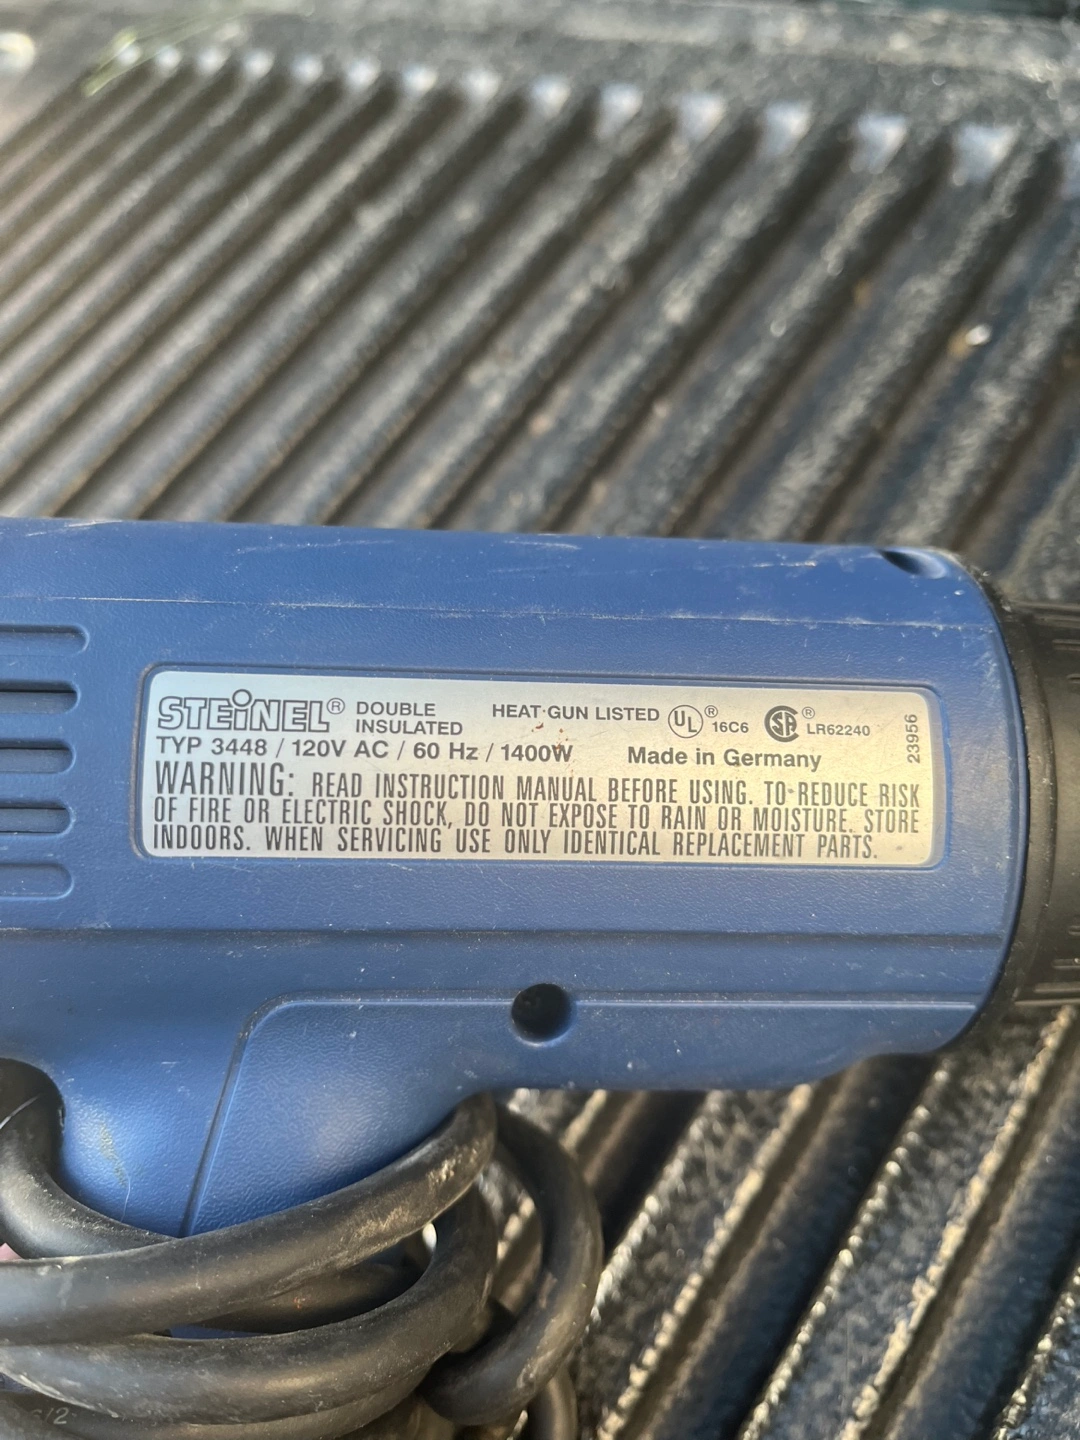 STEiNEL® DOUBLE INSULATED HEAT GUN LISTED UL® 16C6 SA® LR62240
TYP 3448 / 120V AC / 60 Hz / 1400W Made in Germany
WARNING: READ INSTRUCTION MANUAL BEFORE USING. TO REDUCE RISK
OF FIRE OR ELECTRIC SHOCK, DO NOT EXPOSE TO RAIN OR MOISTURE. STORE
INDOORS. WHEN SERVICING USE ONLY IDENTICAL REPLACEMENT PARTS.
23956